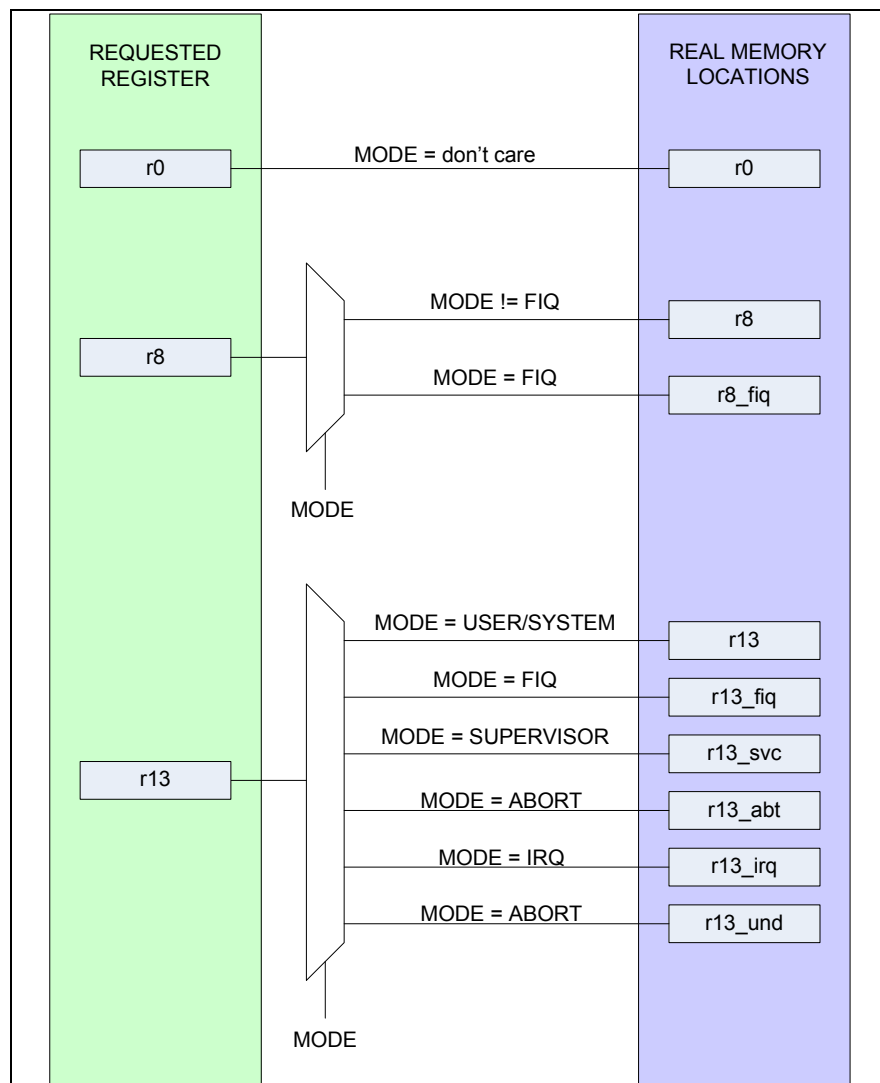 REQUESTED
REGISTER
REAL MEMORY
LOCATIONS
r0
MODE = don't care
r0
MODE != FIQ
r8
r8
MODE = FIQ
r8_fiq
MODE
MODE = USER/SYSTEM
r13
MODE = FIQ
r13_fiq
MODE = SUPERVISOR
r13_svc
r13
MODE = ABORT
r13_abt
MODE = IRQ
r13_irq
MODE = ABORT
r13_und
MODE